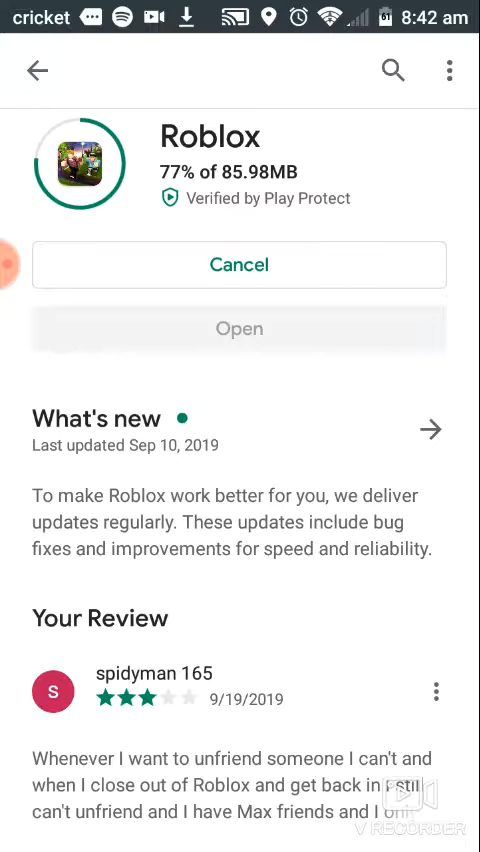 cricket 61 8:42 am
Roblox
77% of 85.98MB
Verified by Play Protect
Cancel
Open
What's new
Last updated Sep 10, 2019
To make Roblox work better for you, we deliver
updates regularly. These updates include bug
fixes and improvements for speed and reliability.
Your Review
S
spidyman 165
9/19/2019
Whenever I want to unfriend someone I can't and
when I close out of Roblox and get back in I still
can't unfriend and I have Max friends and I
V RECORDER